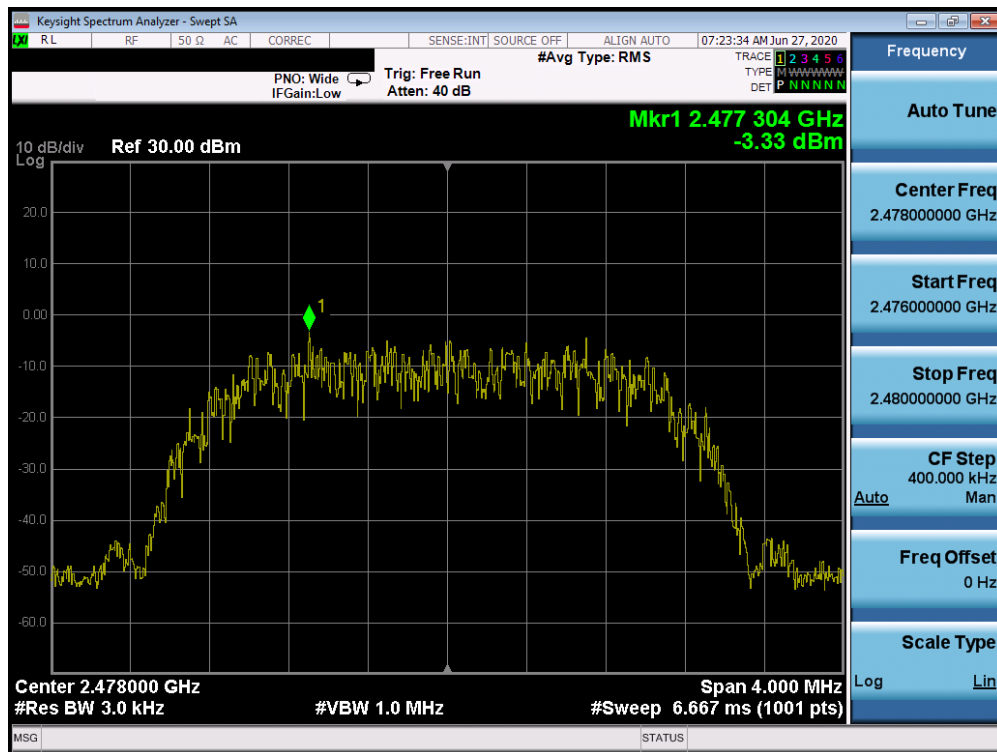 Keysight Spectrum Analyzer - Swept SA
LXI RL RF 50 Ω AC CORREC SENSE:INT SOURCE OFF ALIGN AUTO 07:23:34 AM Jun 27, 2020
#Avg Type: RMS
TRACE 1 2 3 4 5 6
PNO: Wide Trig: Free Run TYPE M W W W W W
IFGain:Low Atten: 40 dB DET P N N N N N
Mkr1 2.477 304 GHz
-3.33 dBm
10 dB/div Ref 30.00 dBm
Log
20.0
10.0
0.00
1
-10.0
-20.0
-30.0
-40.0
-50.0
-60.0
Center 2.478000 GHz Span 4.000 MHz
#Res BW 3.0 kHz #VBW 1.0 MHz #Sweep 6.667 ms (1001 pts)
MSG STATUS
Frequency
Auto Tune
Center Freq
2.478000000 GHz
Start Freq
2.476000000 GHz
Stop Freq
2.480000000 GHz
CF Step
400.000 kHz
Auto Man
Freq Offset
0 Hz
Scale Type
Log Lin